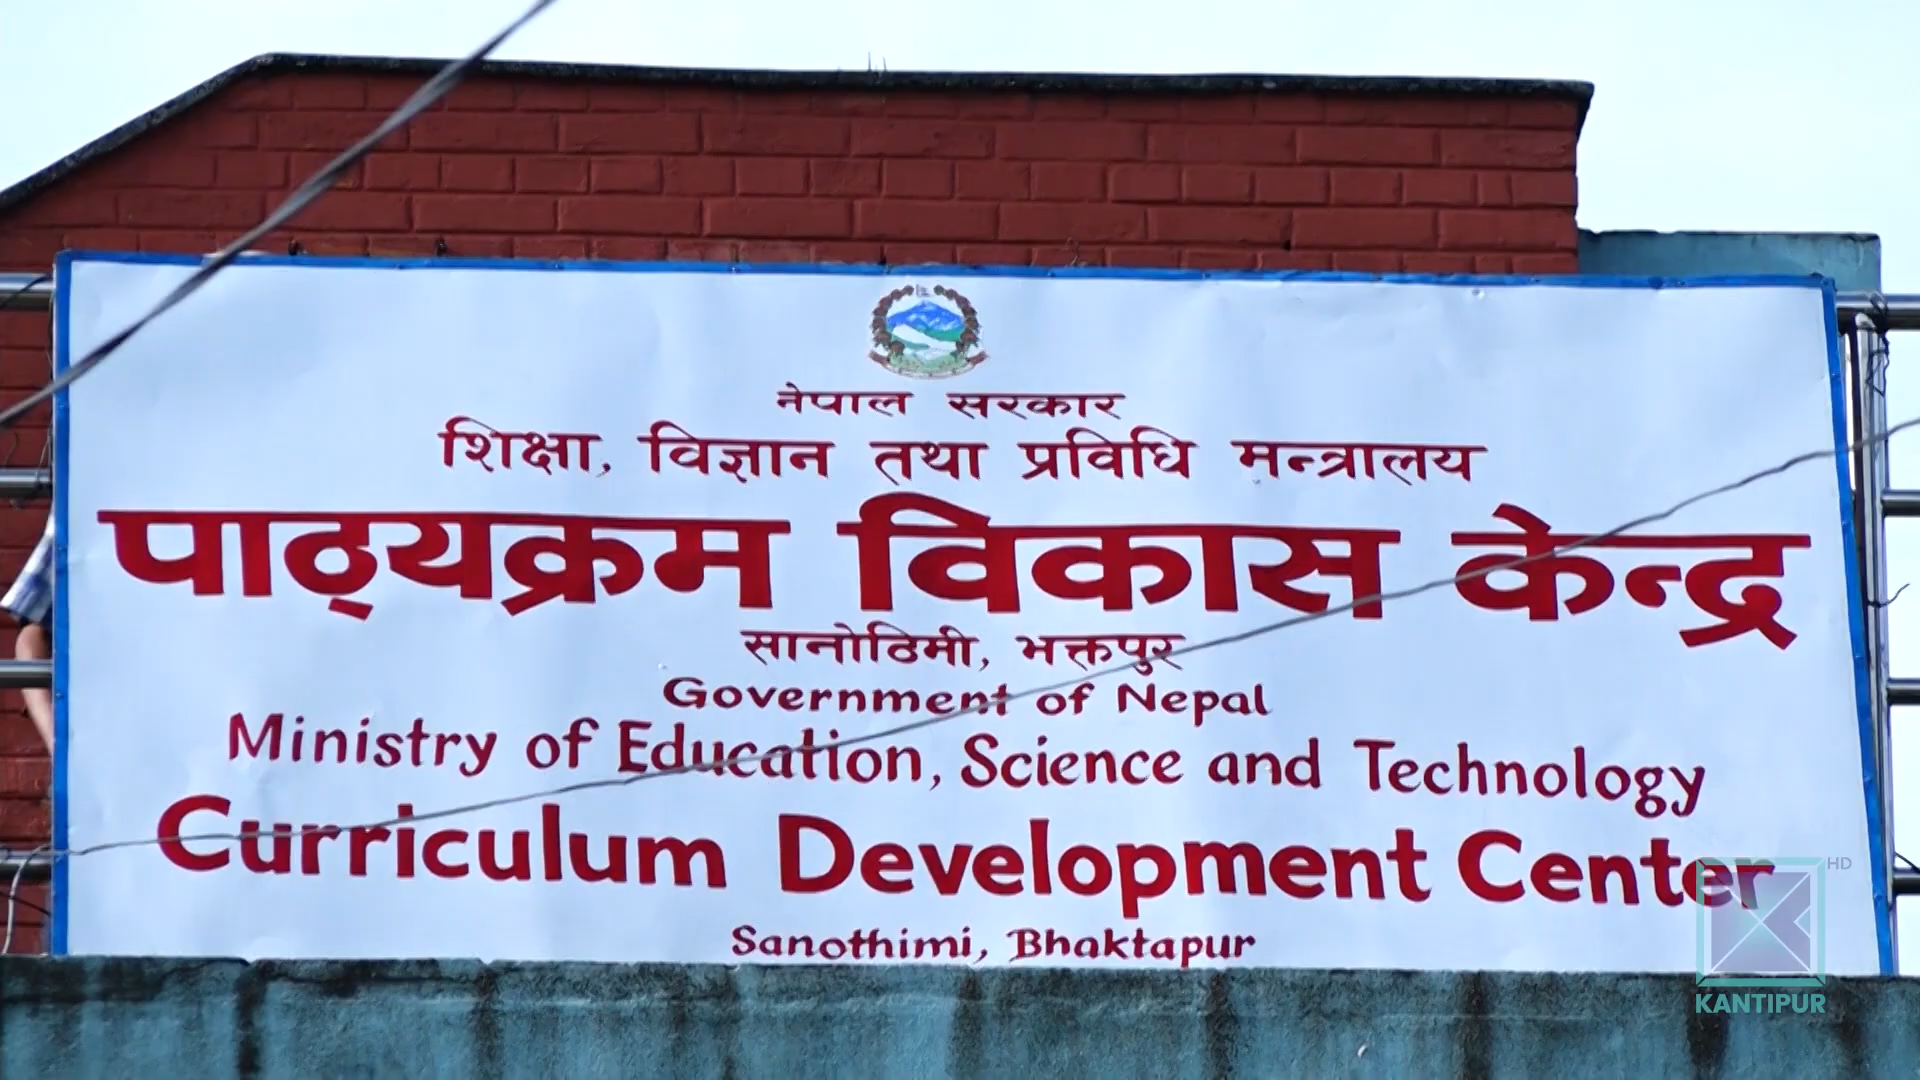 नेपाल सरकार
शिक्षा, विज्ञान तथा प्रविधि मन्त्रालय
पाठ्यक्रम विकास केन्द्र
सानोठिमी, भक्तपुर
Government of Nepal
Ministry of Education, Science and Technology
Curriculum Development Center
Sanothimi, Bhaktapur
HD
KANTIPUR